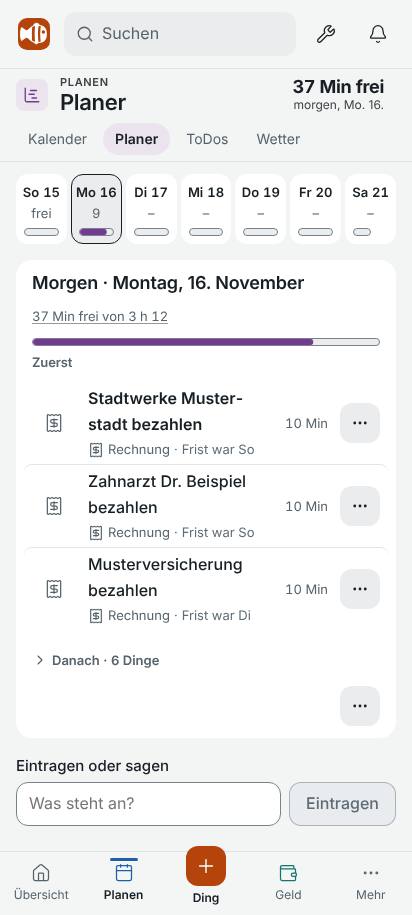 Suchen
PLANEN
Planer
37 Min frei
morgen, Mo. 16.
Kalender
Planer
ToDos
Wetter
So 15
frei
Mo 16
9
Di 17
–
Mi 18
–
Do 19
–
Fr 20
–
Sa 21
–
Morgen · Montag, 16. November
37 Min frei von 3 h 12
Zuerst
Stadtwerke Muster-
stadt bezahlen
Rechnung · Frist war So
10 Min
Zahnarzt Dr. Beispiel
bezahlen
Rechnung · Frist war So
10 Min
Musterversicherung
bezahlen
Rechnung · Frist war Di
10 Min
Danach · 6 Dinge
Eintragen oder sagen
Was steht an?
Eintragen
Übersicht
Planen
Ding
Geld
Mehr